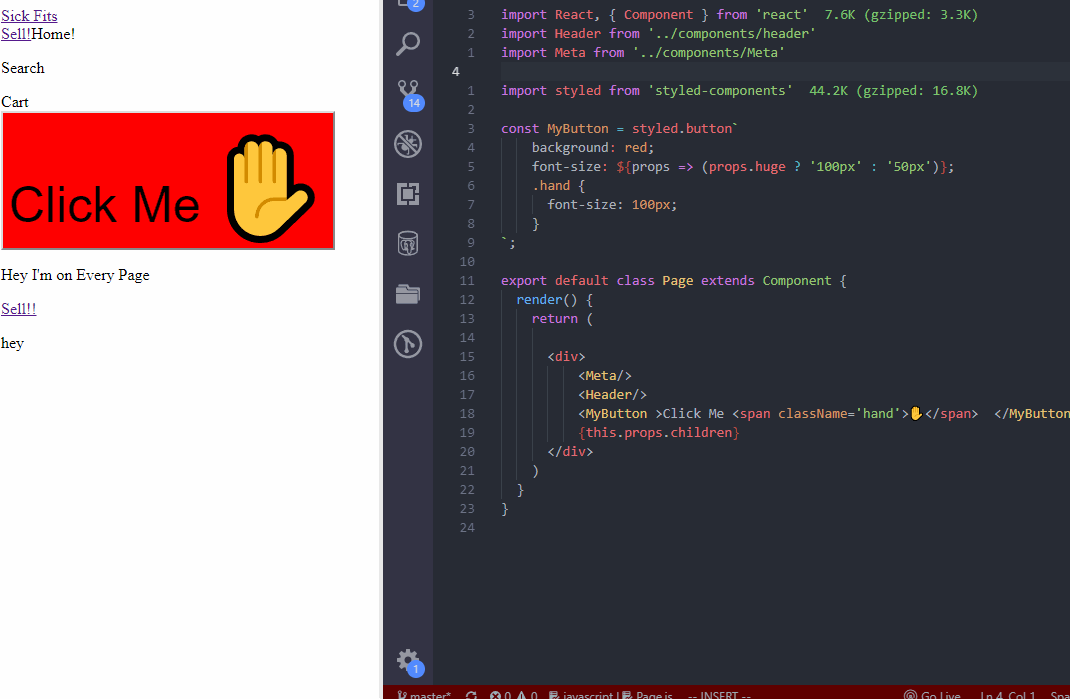 Sick Fits
Sell!Home!
Search
Cart
Click Me ✋
Hey I'm on Every Page
Sell!!
hey
2
14
1
3 import React, { Component } from 'react' 7.6K (gzipped: 3.3K)
2 import Header from '../components/header'
1 import Meta from '../components/Meta'
4
1 import styled from 'styled-components' 44.2K (gzipped: 16.8K)
2
3 const MyButton = styled.button`
4 background: red;
5 font-size: ${props => (props.huge ? '100px' : '50px')};
6 .hand {
7 font-size: 100px;
8 }
9 `;
10
11 export default class Page extends Component {
12 render() {
13 return (
14
15 <div>
16 <Meta/>
17 <Header/>
18 <MyButton >Click Me <span className='hand'>✋</span> </MyButton
19 {this.props.children}
20 </div>
21 )
22 }
23 }
24
master* 0 0 javascript | Page.js -- INSERT -- Go Live Ln 4, Col 1 Spa